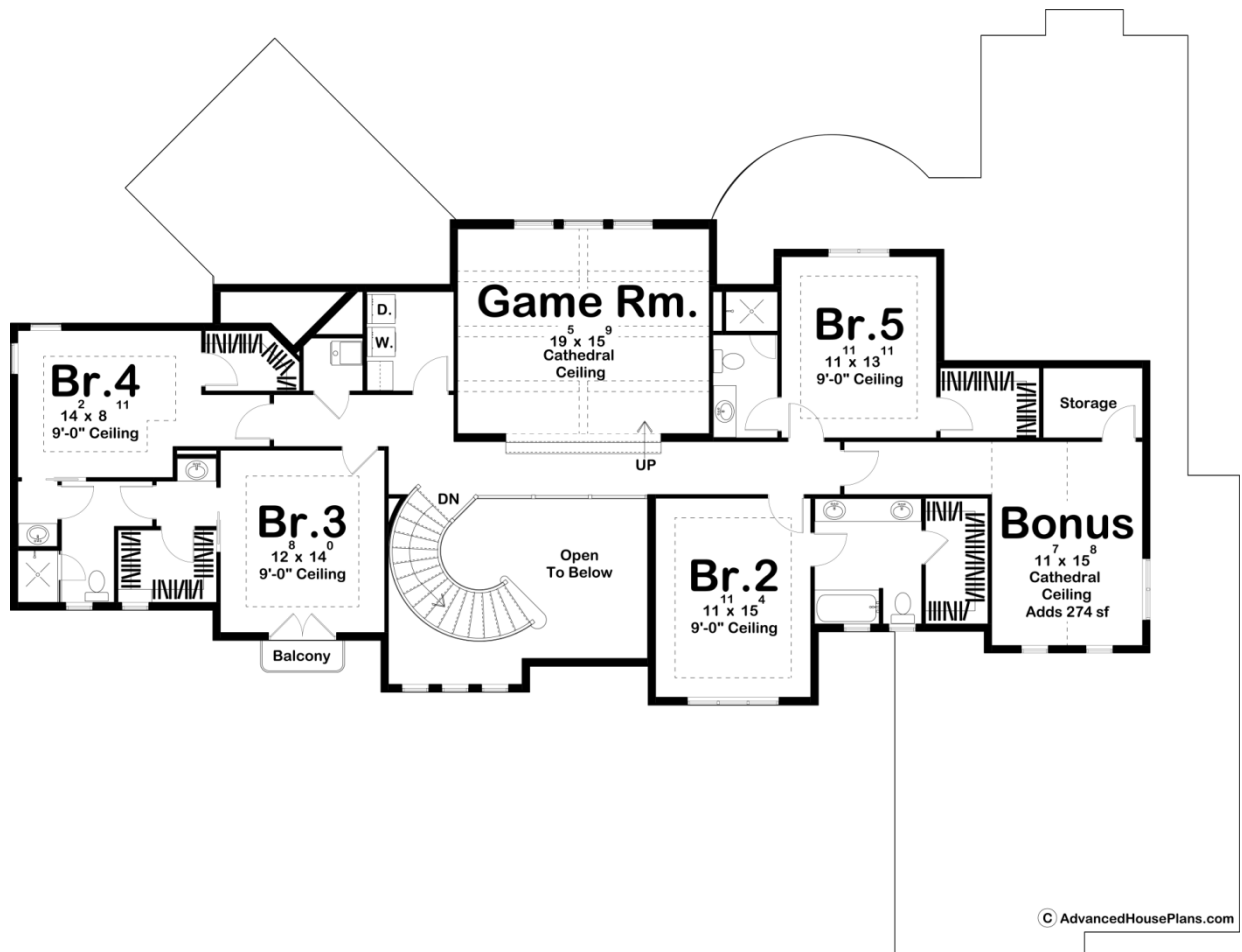 D.
W.
Game Rm.
19⁵ x 15⁹
Cathedral
Ceiling
UP
Br.5
11¹¹ x 13¹¹
9'-0" Ceiling
Storage
Br.4
14² x 8¹¹
9'-0" Ceiling
Br.3
12⁸ x 14⁰
9'-0" Ceiling
Balcony
DN
Open
To Below
Br.2
11¹¹ x 15⁴
9'-0" Ceiling
Bonus
11⁷ x 15⁸
Cathedral
Ceiling
Adds 274 sf
© AdvancedHousePlans.com